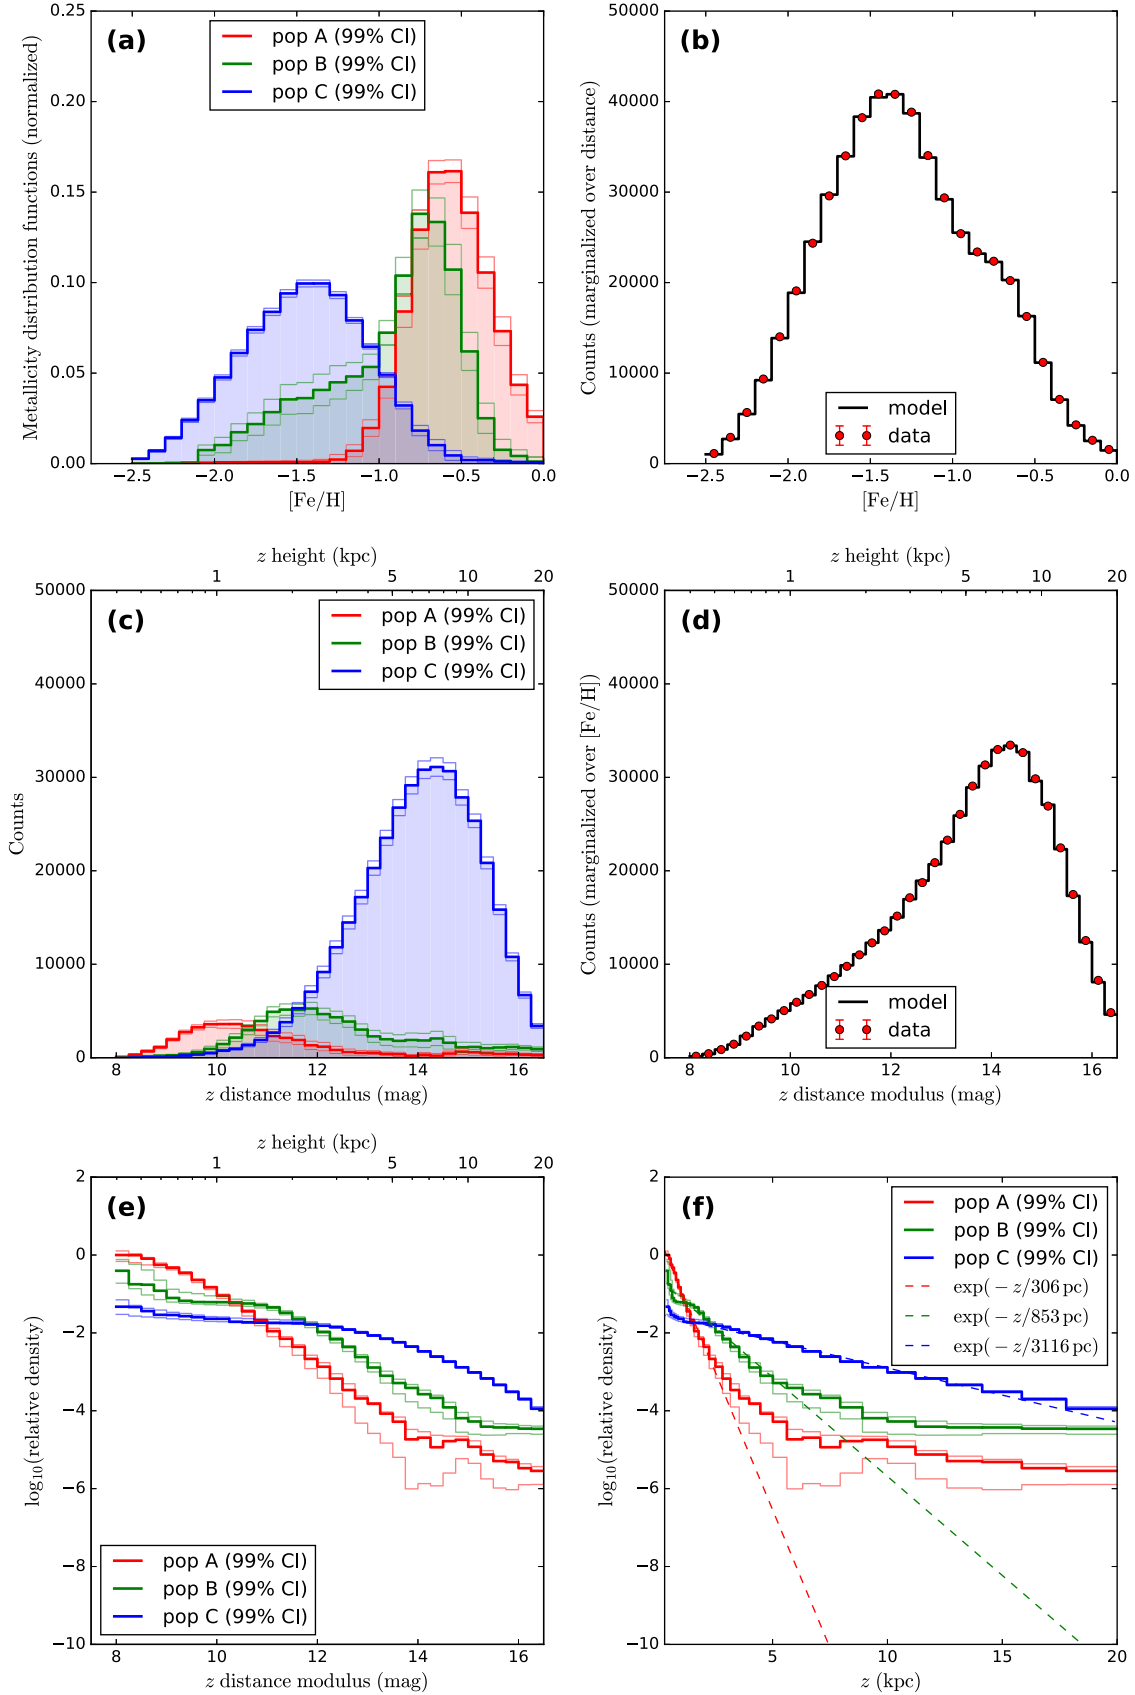 (a)
pop A (99% CI)
pop B (99% CI)
pop C (99% CI)
Metallicity distribution functions (normalized)
0.25
0.20
0.15
0.10
0.05
0.00
−2.5 −2.0 −1.5 −1.0 −0.5 0.0
[Fe/H]
(b)
Counts (marginalized over distance)
50000
40000
30000
20000
10000
0
model
data
−2.5 −2.0 −1.5 −1.0 −0.5 0.0
[Fe/H]
z height (kpc)
1 5 10 20
(c)
pop A (99% CI)
pop B (99% CI)
pop C (99% CI)
Counts
50000
40000
30000
20000
10000
0
8 10 12 14 16
z distance modulus (mag)
z height (kpc)
1 5 10 20
(d)
Counts (marginalized over [Fe/H])
50000
40000
30000
20000
10000
0
model
data
8 10 12 14 16
z distance modulus (mag)
z height (kpc)
1 5 10 20
(e)
log10(relative density)
2
0
−2
−4
−6
−8
−10
pop A (99% CI)
pop B (99% CI)
pop C (99% CI)
8 10 12 14 16
z distance modulus (mag)
(f)
pop A (99% CI)
pop B (99% CI)
pop C (99% CI)
exp(−z/306 pc)
exp(−z/853 pc)
exp(−z/3116 pc)
log10(relative density)
2
0
−2
−4
−6
−8
−10
5 10 15 20
z (kpc)